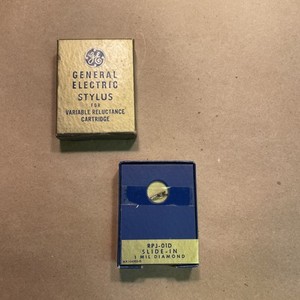 GE
GENERAL
ELECTRIC
STYLUS
FOR
VARIABLE RELUCTANCE
CARTRIDGE
RPJ-01D
SLIDE-IN
1 MIL DIAMOND